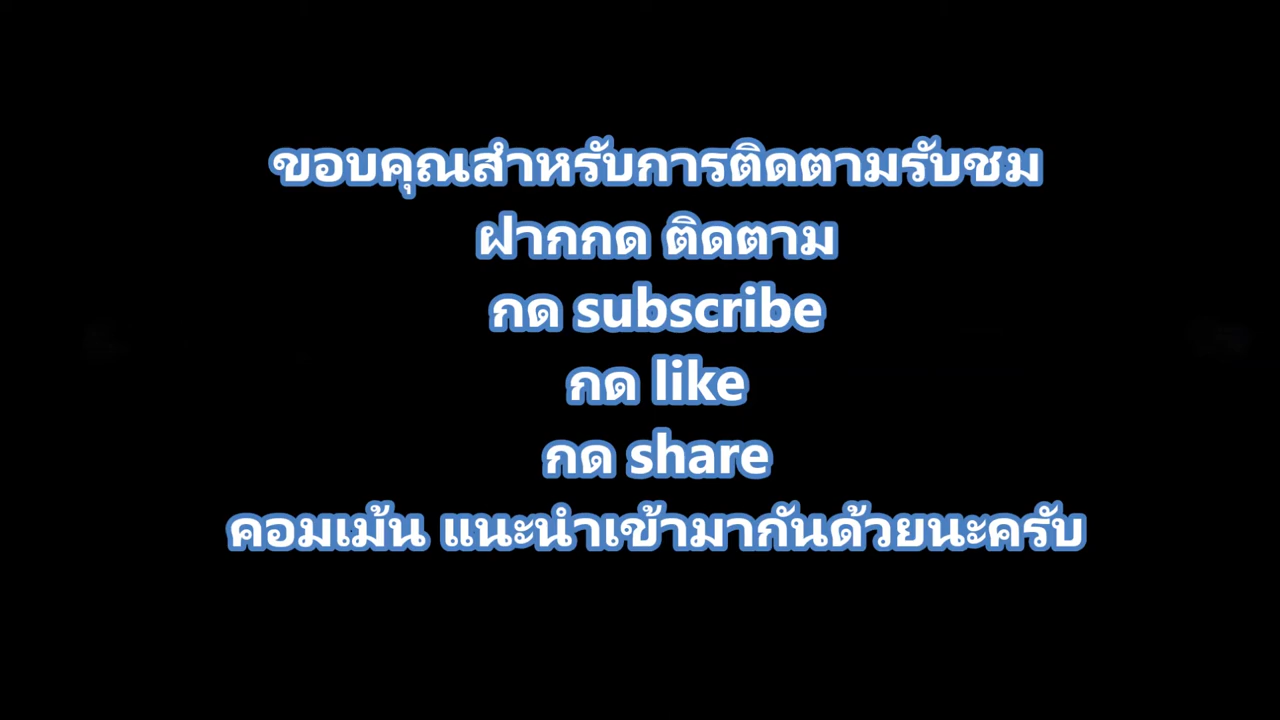 ขอบคุณสำหรับการติดตามรับชม
ฝากกด ติดตาม
กด subscribe
กด like
กด share
คอมเม้น แนะนำเข้ามากันด้วยนะครับ